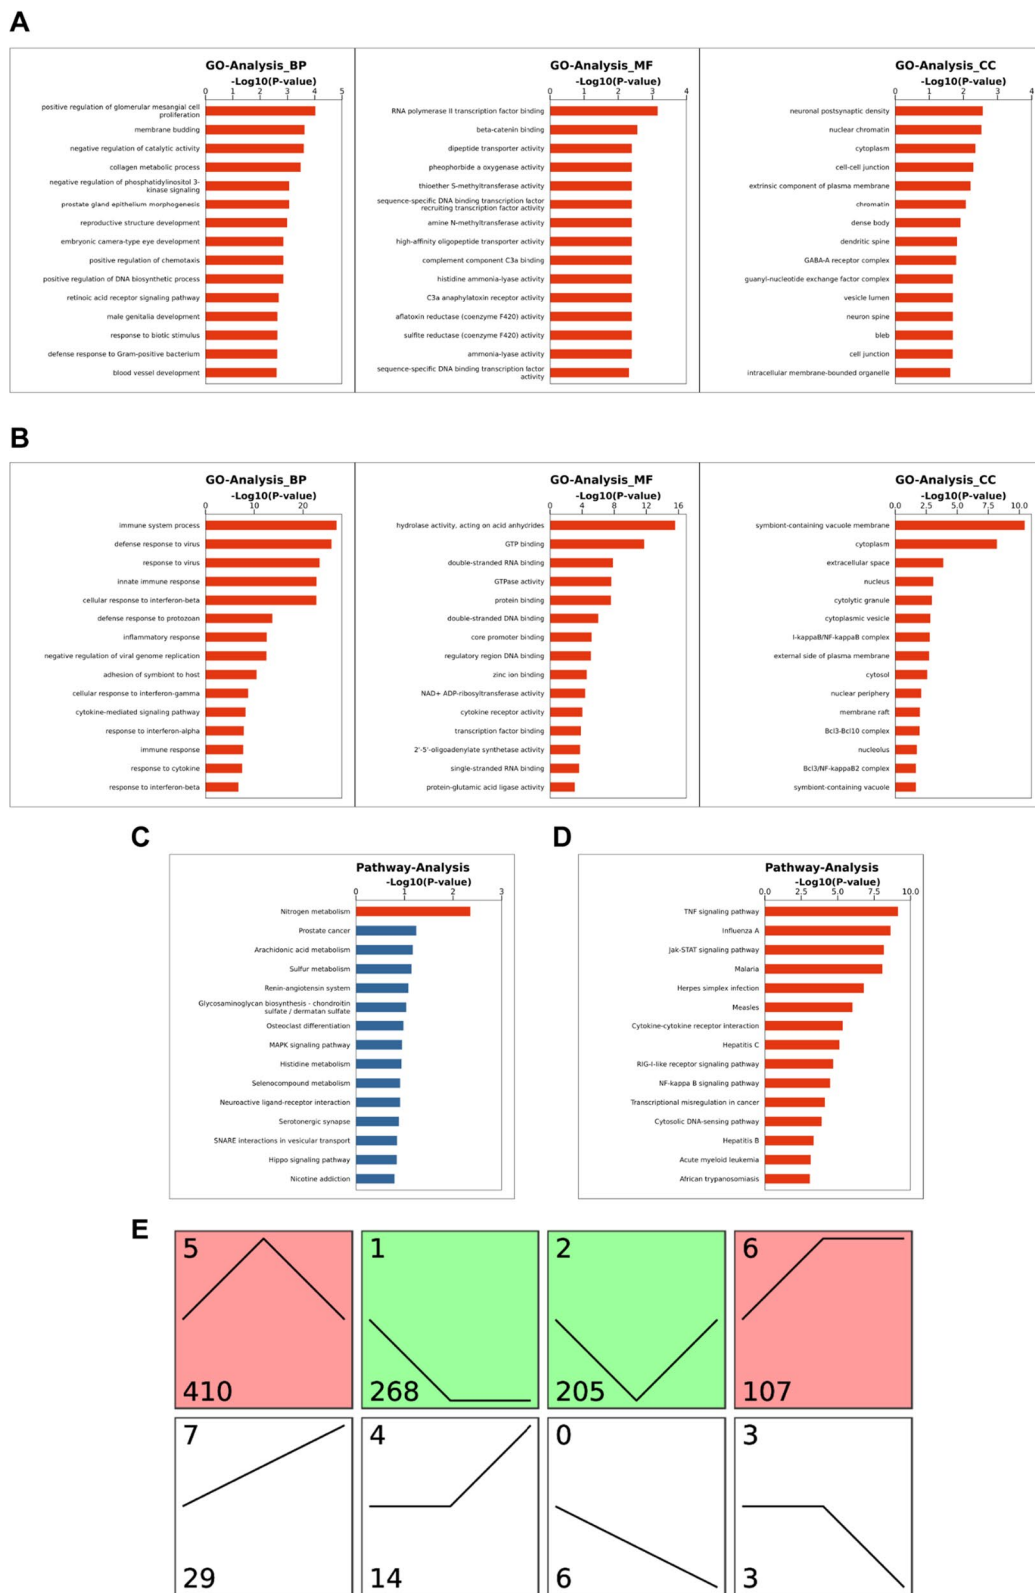 A
GO-Analysis_BP
-Log10(P-value)
0 1 2 3 4 5
positive regulation of glomerular mesangial cell
proliferation
membrane budding
negative regulation of catalytic activity
collagen metabolic process
negative regulation of phosphatidylinositol 3-
kinase signaling
prostate gland epithelium morphogenesis
reproductive structure development
embryonic camera-type eye development
positive regulation of chemotaxis
positive regulation of DNA biosynthetic process
retinoic acid receptor signaling pathway
male genitalia development
response to biotic stimulus
defense response to Gram-positive bacterium
blood vessel development
GO-Analysis_MF
-Log10(P-value)
0 1 2 3 4
RNA polymerase II transcription factor binding
beta-catenin binding
dipeptide transporter activity
pheophorbide a oxygenase activity
thioether S-methyltransferase activity
sequence-specific DNA binding transcription factor
recruiting transcription factor activity
amine N-methyltransferase activity
high-affinity oligopeptide transporter activity
complement component C3a binding
histidine ammonia-lyase activity
C3a anaphylatoxin receptor activity
aflatoxin reductase (coenzyme F420) activity
sulfite reductase (coenzyme F420) activity
ammonia-lyase activity
sequence-specific DNA binding transcription factor
activity
GO-Analysis_CC
-Log10(P-value)
0 1 2 3 4
neuronal postsynaptic density
nuclear chromatin
cytoplasm
cell-cell junction
extrinsic component of plasma membrane
chromatin
dense body
dendritic spine
GABA-A receptor complex
guanyl-nucleotide exchange factor complex
vesicle lumen
neuron spine
bleb
cell junction
intracellular membrane-bounded organelle
B
GO-Analysis_BP
-Log10(P-value)
0 10 20
immune system process
defense response to virus
response to virus
innate immune response
cellular response to interferon-beta
defense response to protozoan
inflammatory response
negative regulation of viral genome replication
adhesion of symbiont to host
cellular response to interferon-gamma
cytokine-mediated signaling pathway
response to interferon-alpha
immune response
response to cytokine
response to interferon-beta
GO-Analysis_MF
-Log10(P-value)
0 4 8 12 16
hydrolase activity, acting on acid anhydrides
GTP binding
double-stranded RNA binding
GTPase activity
protein binding
double-stranded DNA binding
core promoter binding
regulatory region DNA binding
zinc ion binding
NAD+ ADP-ribosyltransferase activity
cytokine receptor activity
transcription factor binding
2'-5'-oligoadenylate synthetase activity
single-stranded RNA binding
protein-glutamic acid ligase activity
GO-Analysis_CC
-Log10(P-value)
0.0 2.5 5.0 7.5 10.0
symbiont-containing vacuole membrane
cytoplasm
extracellular space
nucleus
cytolytic granule
cytoplasmic vesicle
I-kappaB/NF-kappaB complex
external side of plasma membrane
cytosol
nuclear periphery
membrane raft
Bcl3-Bcl10 complex
nucleolus
Bcl3/NF-kappaB2 complex
symbiont-containing vacuole
C
Pathway-Analysis
-Log10(P-value)
0 1 2 3
Nitrogen metabolism
Prostate cancer
Arachidonic acid metabolism
Sulfur metabolism
Renin-angiotensin system
Glycosaminoglycan biosynthesis - chondroitin
sulfate / dermatan sulfate
Osteoclast differentiation
MAPK signaling pathway
Histidine metabolism
Selenocompound metabolism
Neuroactive ligand-receptor interaction
Serotonergic synapse
SNARE interactions in vesicular transport
Hippo signaling pathway
Nicotine addiction
D
Pathway-Analysis
-Log10(P-value)
0.0 2.5 5.0 7.5 10.0
TNF signaling pathway
Influenza A
Jak-STAT signaling pathway
Malaria
Herpes simplex infection
Measles
Cytokine-cytokine receptor interaction
Hepatitis C
RIG-I-like receptor signaling pathway
NF-kappa B signaling pathway
Transcriptional misregulation in cancer
Cytosolic DNA-sensing pathway
Hepatitis B
Acute myeloid leukemia
African trypanosomiasis
E
5 1 2 6
410 268 205 107
7 4 0 3
29 14 6 3